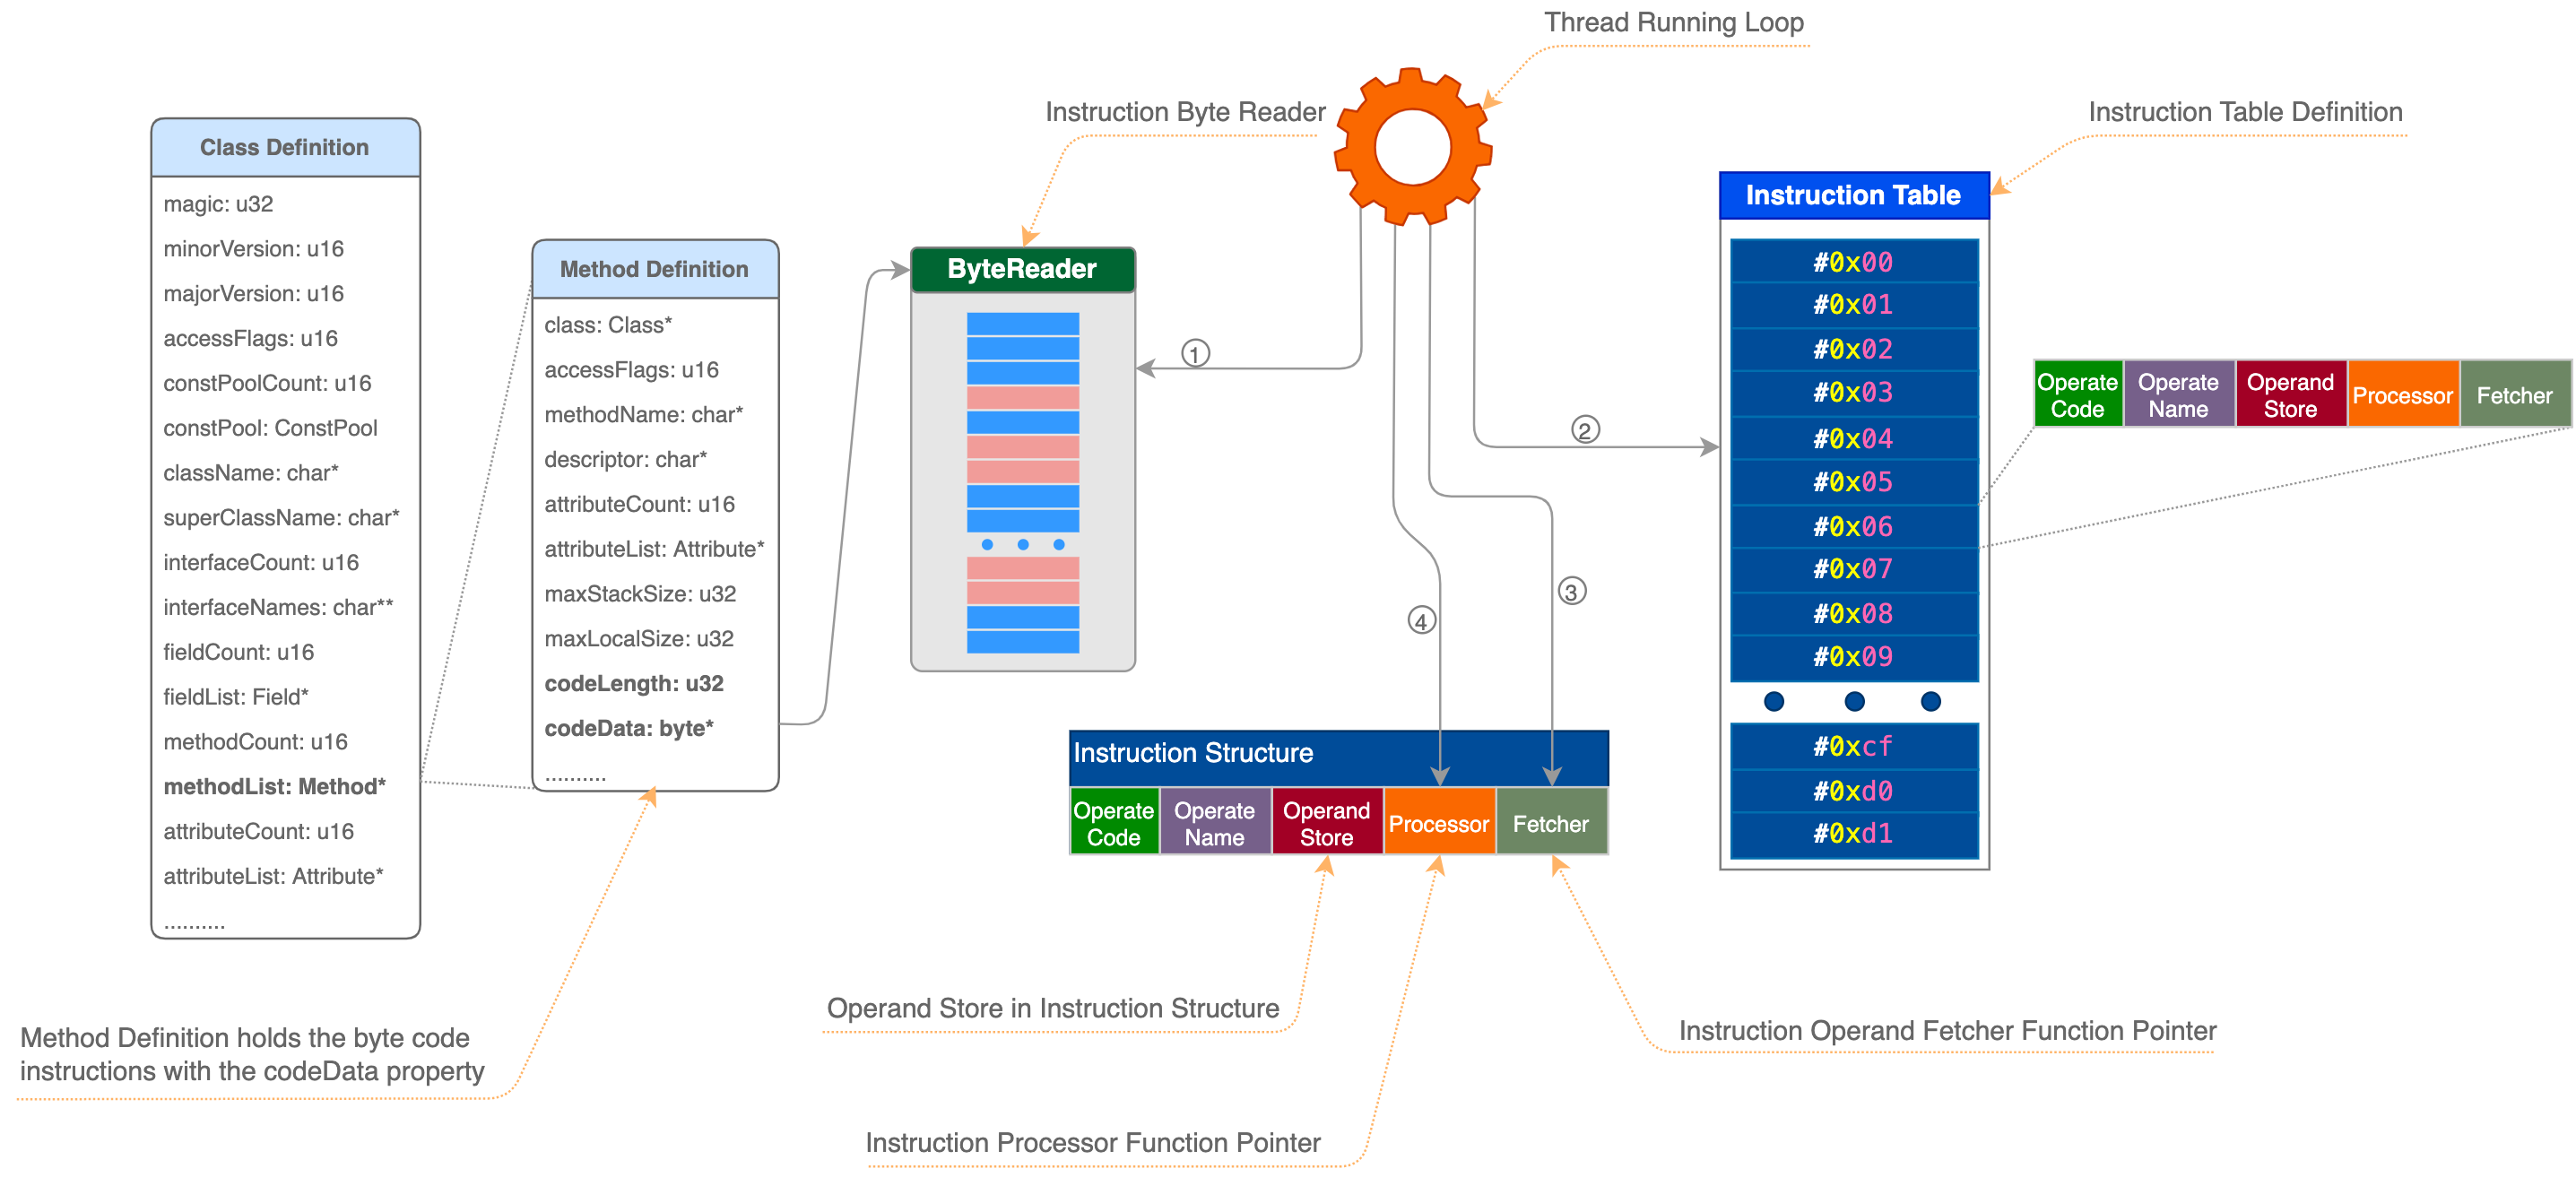 Thread Running Loop
Instruction Byte Reader
Instruction Table Definition
Class Definition
magic: u32
minorVersion: u16
majorVersion: u16
accessFlags: u16
constPoolCount: u16
constPool: ConstPool
className: char*
superClassName: char*
interfaceCount: u16
interfaceNames: char**
fieldCount: u16
fieldList: Field*
methodCount: u16
methodList: Method*
attributeCount: u16
attributeList: Attribute*
..........
Method Definition
class: Class*
accessFlags: u16
methodName: char*
descriptor: char*
attributeCount: u16
attributeList: Attribute*
maxStackSize: u32
maxLocalSize: u32
codeLength: u32
codeData: byte*
..........
ByteReader
1
2
3
4
Instruction Table
#0x00
#0x01
#0x02
#0x03
#0x04
#0x05
#0x06
#0x07
#0x08
#0x09
#0xcf
#0xd0
#0xd1
Operate
Code
Operate
Name
Operand
Store
Processor
Fetcher
Instruction Structure
Operate
Code
Operate
Name
Operand
Store
Processor
Fetcher
Operand Store in Instruction Structure
Instruction Operand Fetcher Function Pointer
Method Definition holds the byte code
instructions with the codeData property
Instruction Processor Function Pointer